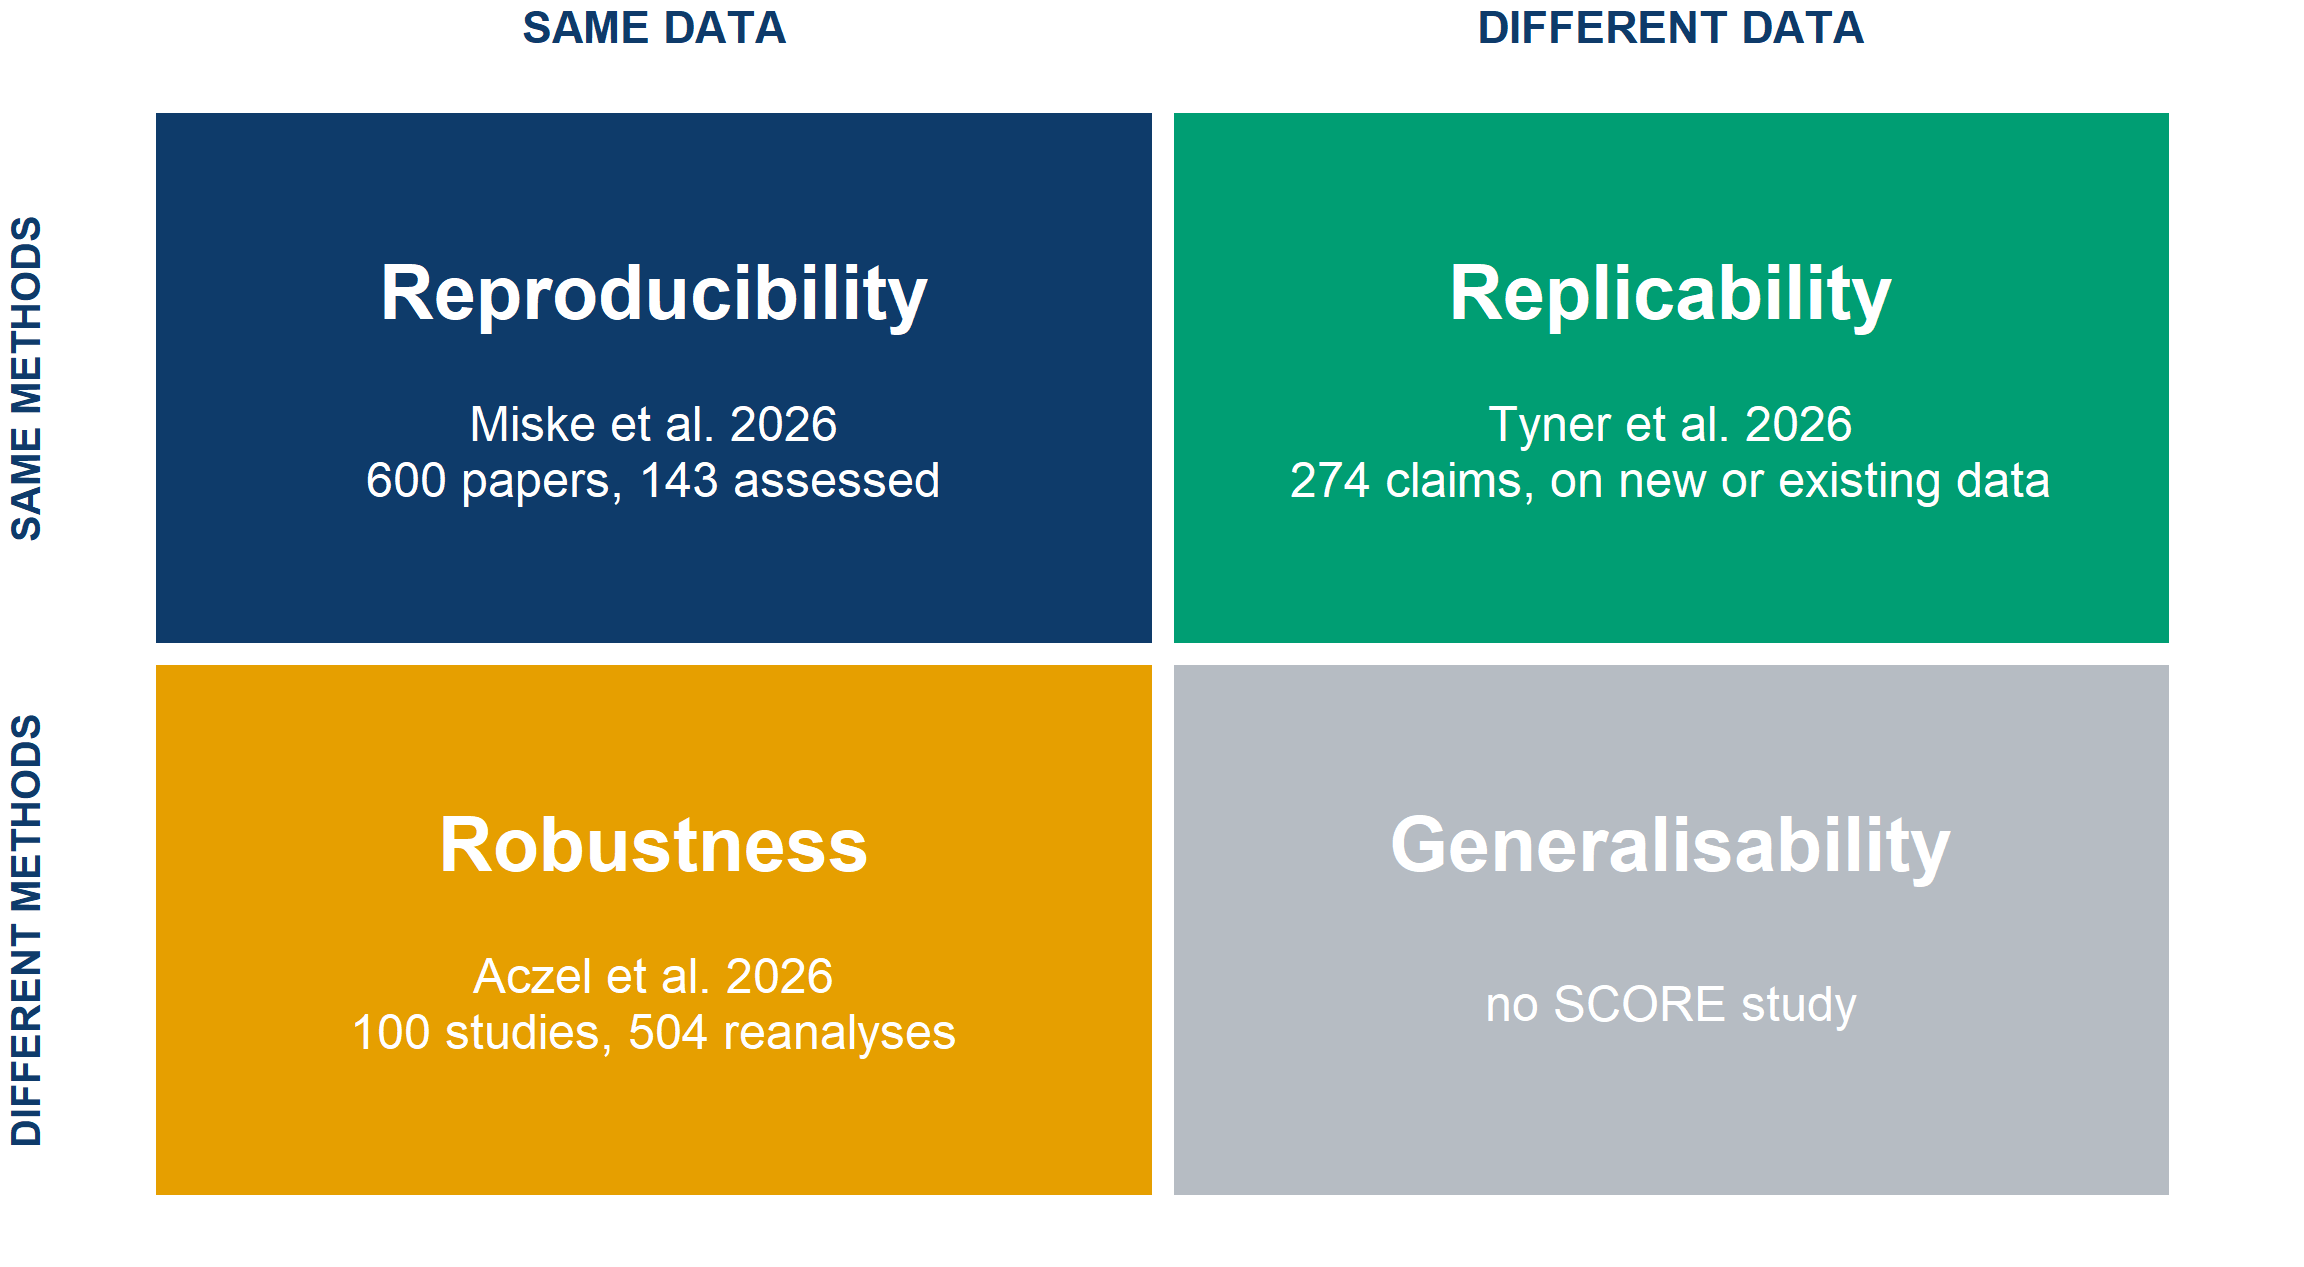 SAME DATA
DIFFERENT DATA
SAME METHODS
Reproducibility
Miske et al. 2026
600 papers, 143 assessed
Replicability
Tyner et al. 2026
274 claims, on new or existing data
DIFFERENT METHODS
Robustness
Aczel et al. 2026
100 studies, 504 reanalyses
Generalisability
no SCORE study